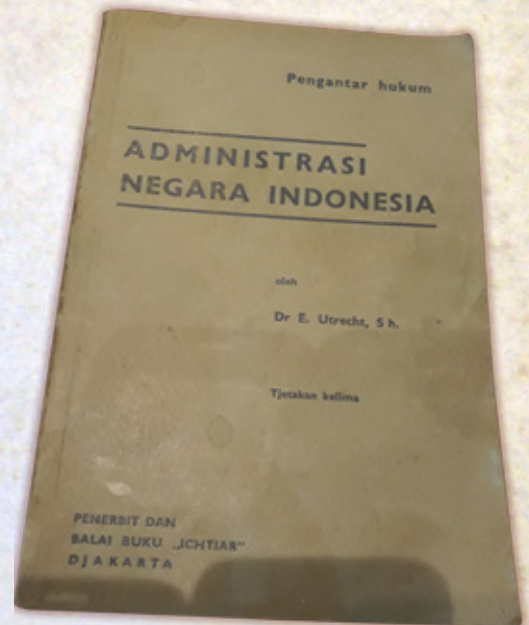 Pengantar hukum
ADMINISTRASI
NEGARA INDONESIA
oleh
Dr E. Utrecht, S h.
Tjetakan kelima
PENERBIT DAN
BALAI BUKU „ICHTIAR”
DJAKARTA